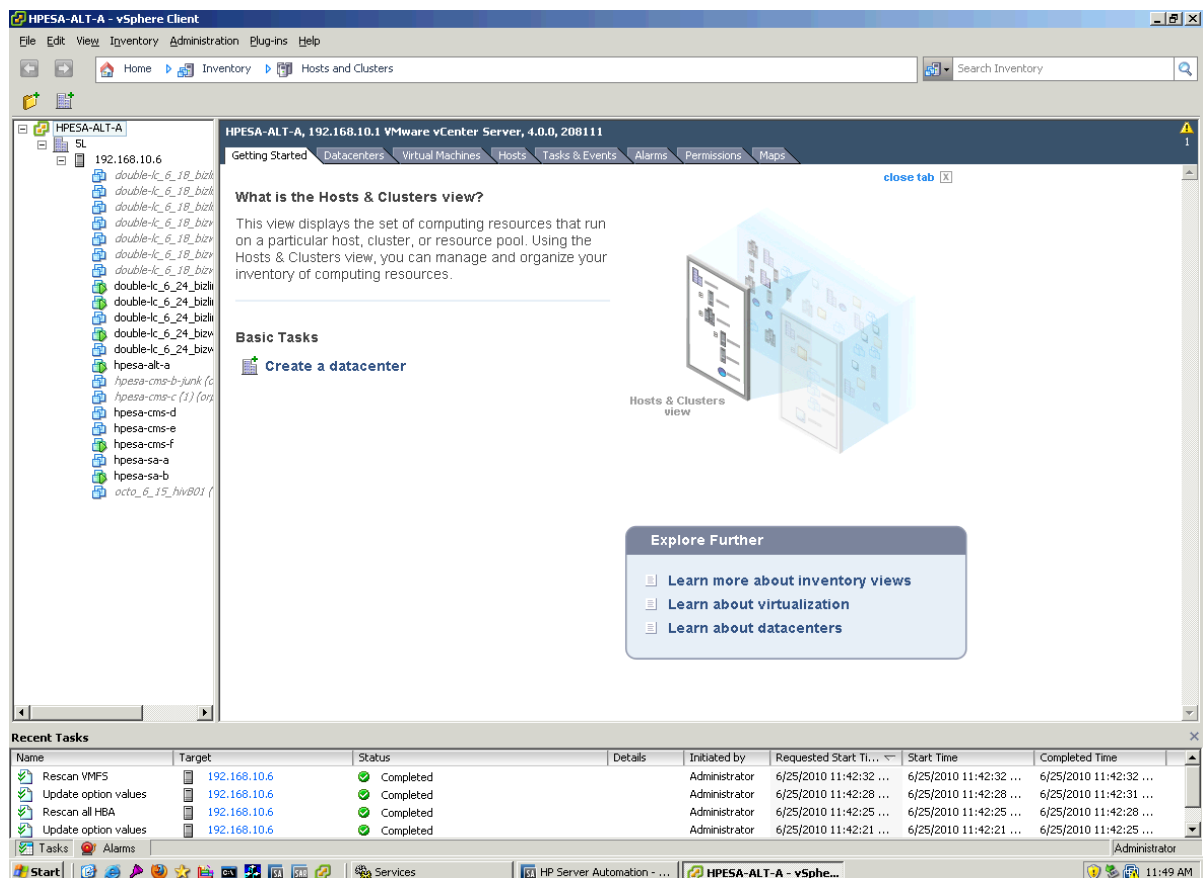 HPESA-ALT-A - vSphere Client
File Edit View Inventory Administration Plug-ins Help
Home Inventory Hosts and Clusters Search Inventory
HPESA-ALT-A
SL
192.168.10.6
double-lc_6_18_bizli
double-lc_6_18_bizli
double-lc_6_18_bizli
double-lc_6_18_bizw
double-lc_6_18_bizw
double-lc_6_18_bizw
double-lc_6_18_bizw
double-lc_6_24_bizlin
double-lc_6_24_bizlin
double-lc_6_24_bizlin
double-lc_6_24_bizw
double-lc_6_24_bizw
hpesa-alt-a
hpesa-cms-b-junk (o
hpesa-cms-c (1) (orp
hpesa-cms-d
hpesa-cms-e
hpesa-cms-f
hpesa-sa-a
hpesa-sa-b
octo_6_15_hivB01 (
HPESA-ALT-A, 192.168.10.1 VMware vCenter Server, 4.0.0, 208111
1
Getting Started Datacenters Virtual Machines Hosts Tasks & Events Alarms Permissions Maps
close tab X
What is the Hosts & Clusters view?
This view displays the set of computing resources that run
on a particular host, cluster, or resource pool. Using the
Hosts & Clusters view, you can manage and organize your
inventory of computing resources.
Basic Tasks
Create a datacenter
Hosts & Clusters
view
Explore Further
Learn more about inventory views
Learn about virtualization
Learn about datacenters
Recent Tasks
Name Target Status Details Initiated by Requested Start Ti... Start Time Completed Time
Rescan VMFS 192.168.10.6 Completed Administrator 6/25/2010 11:42:32 ... 6/25/2010 11:42:32 ... 6/25/2010 11:42:32 ...
Update option values 192.168.10.6 Completed Administrator 6/25/2010 11:42:28 ... 6/25/2010 11:42:28 ... 6/25/2010 11:42:31 ...
Rescan all HBA 192.168.10.6 Completed Administrator 6/25/2010 11:42:25 ... 6/25/2010 11:42:25 ... 6/25/2010 11:42:28 ...
Update option values 192.168.10.6 Completed Administrator 6/25/2010 11:42:21 ... 6/25/2010 11:42:21 ... 6/25/2010 11:42:25 ...
Tasks Alarms Administrator
Start Services HP Server Automation - ... HPESA-ALT-A - vSphe... 11:49 AM